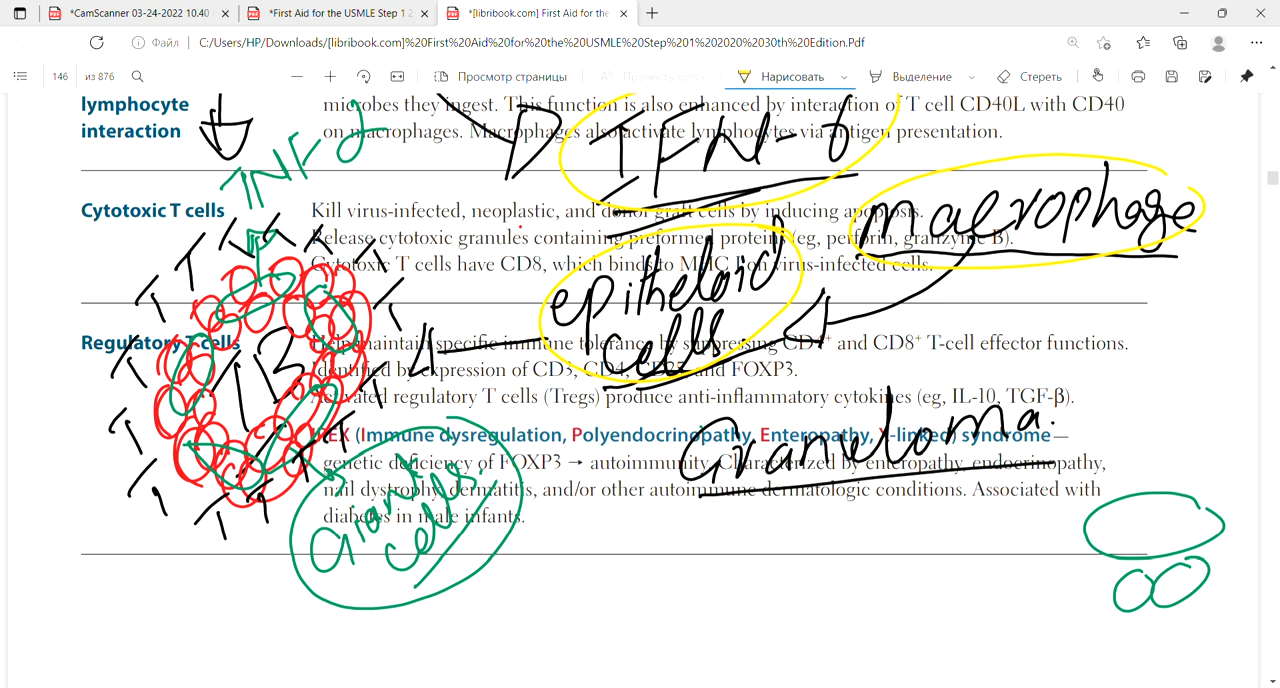 *CamScanner 03-24-2022 10.40
*First Aid for the USMLE Step 1 2
*[libribook.com] First Aid for the
Файл
C:/Users/HP/Downloads/[libribook.com]%20First%20Aid%20for%20the%20USMLE%20Step%201%202020%2030th%20Edition.Pdf
146 из 876
Просмотр страницы
Прочесть вслух
Нарисовать
Выделение
Стереть
lymphocyte interaction
microbes they ingest. This function is also enhanced by interaction of T cell CD40L with CD40
on macrophages. Macrophages also activate lymphocytes via antigen presentation.
TNF-2
IFN-6
macrophage
Cytotoxic T cells
Kill virus-infected, neoplastic, and donor graft cells by inducing apoptosis.
Release cytotoxic granules containing preformed proteins (eg, perforin, granzyme B).
Cytotoxic T cells have CD8, which binds to MHC I on virus-infected cells.
epitheloid
cells
T T T T T T T T T T T T T T T
TB
Regulatory T cells
Help maintain specific immune tolerance by suppressing CD4+ and CD8+ T-cell effector functions.
Identified by expression of CD3, CD4, CD25, and FOXP3.
Activated regulatory T cells (Tregs) produce anti-inflammatory cytokines (eg, IL-10, TGF-β).
Graneloma.
IPEX (Immune dysregulation, Polyendocrinopathy, Enteropathy, X-linked) syndrome—
genetic deficiency of FOXP3 → autoimmunity. Characterized by enteropathy, endocrinopathy,
nail dystrophy, dermatitis, and/or other autoimmune dermatologic conditions. Associated with
diabetes in male infants.
Giant
cells.